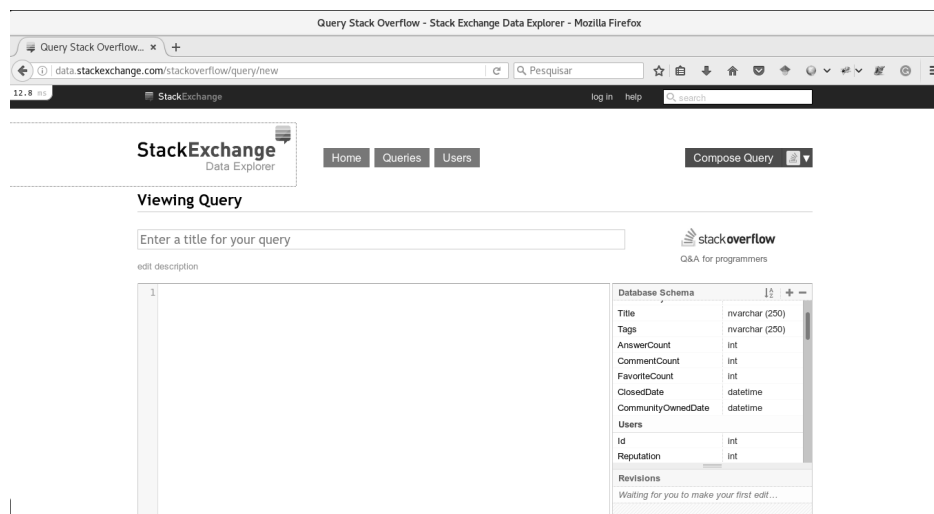 Query Stack Overflow - Stack Exchange Data Explorer - Mozilla Firefox
Query Stack Overflow... × +
data.stackexchange.com/stackoverflow/query/new
Pesquisar
12.8 ms
StackExchange
log in help search
StackExchange
Data Explorer
Home Queries Users
Compose Query
Viewing Query
Enter a title for your query
edit description
stackoverflow
Q&A for programmers
1
Database Schema
Title nvarchar (250)
Tags nvarchar (250)
AnswerCount int
CommentCount int
FavoriteCount int
ClosedDate datetime
CommunityOwnedDate datetime
Users
Id int
Reputation int
Revisions
Waiting for you to make your first edit...